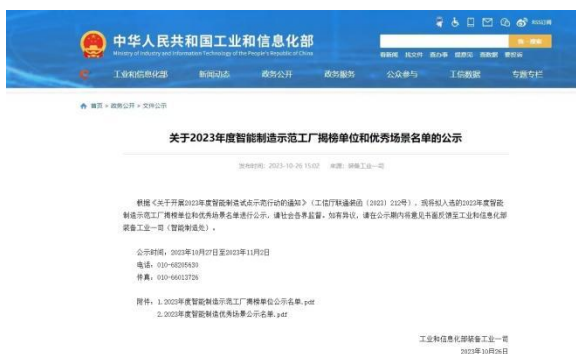 中华人民共和国工业和信息化部
Ministry of Industry and Information Technology of the People's Republic of China
工业和信息化部 新闻动态 政务公开 政务服务 公众参与 工信数据 专题专栏
首页 > 政务公开 > 文件公示
关于2023年度智能制造示范工厂揭榜单位和优秀场景名单的公示
发布时间：2023-10-26 15:02 来源：装备工业一司
根据《关于开展2023年度智能制造试点示范行动的通知》（工信厅联通装函〔2023〕212号），现将拟入选的2023年度智能
制造示范工厂揭榜单位和优秀场景名单进行公示，请社会各界监督。如有异议，请在公示期内将意见书面反馈至工业和信息化部
装备工业一司（智能制造处）。
公示时间：2023年10月27日至2023年11月2日
电话：010-68205630
传真：010-66013726
附件：1.2023年度智能制造示范工厂揭榜单位公示名单.pdf
2.2023年度智能制造优秀场景公示名单.pdf
工业和信息化部装备工业一司
2023年10月26日